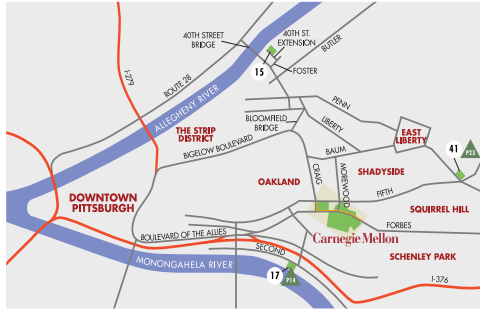 40TH STREET
BRIDGE
40TH ST.
EXTENSION
BUTLER
I-279
ROUTE 28
15
FOSTER
ALLEGHENY RIVER
PENN
BLOOMFIELD
BRIDGE
LIBERTY
THE STRIP
DISTRICT
EAST
LIBERTY
BIGELOW BOULEVARD
BAUM
41
P23
SHADYSIDE
CRAIG
MOREWOOD
OAKLAND
FIFTH
DOWNTOWN
PITTSBURGH
SQUIRREL HILL
FORBES
BOULEVARD OF THE ALLIES
Carnegie Mellon
SECOND
SCHENLEY PARK
MONONGAHELA RIVER
17
P14
I-376